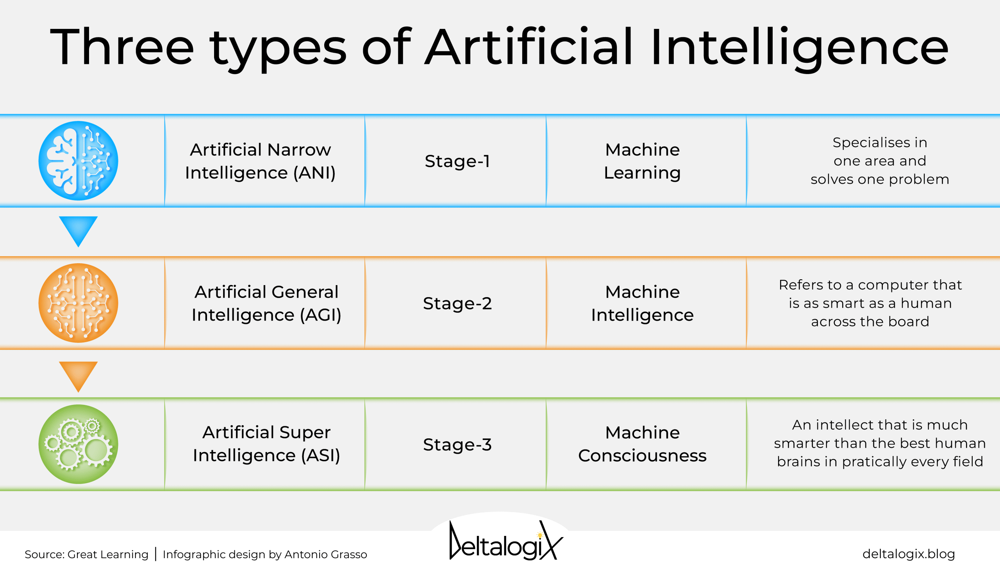 Three types of Artificial Intelligence
Artificial Narrow
Intelligence (ANI)
Stage-1
Machine
Learning
Specialises in
one area and
solves one problem
Artificial General
Intelligence (AGI)
Stage-2
Machine
Intelligence
Refers to a computer that
is as smart as a human
across the board
Artificial Super
Intelligence (ASI)
Stage-3
Machine
Consciousness
An intellect that is much
smarter than the best human
brains in pratically every field
Source: Great Learning | Infographic design by Antonio Grasso
DeltalogiX
deltalogix.blog